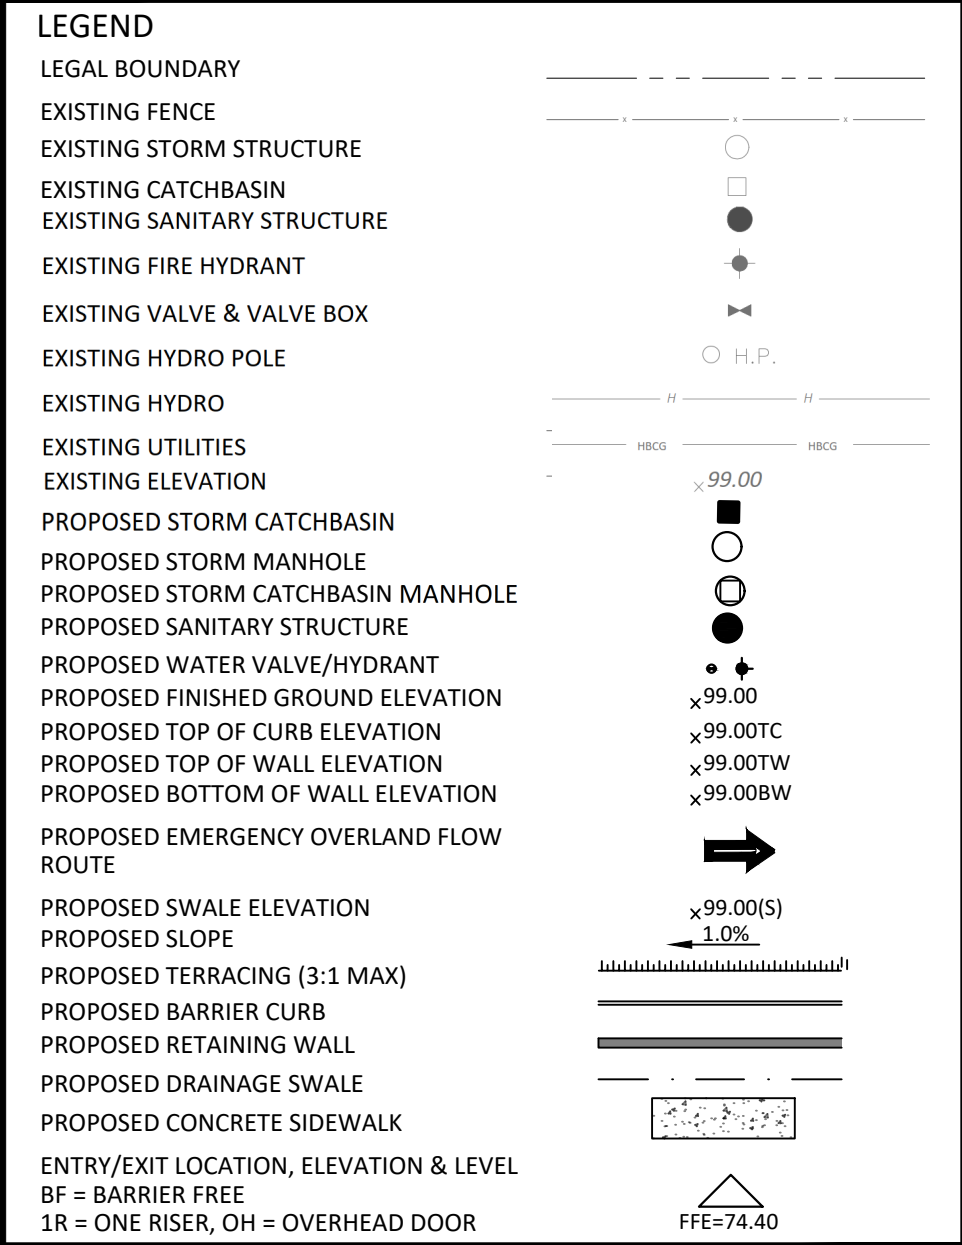 LEGEND
LEGAL BOUNDARY
EXISTING FENCE x x x
EXISTING STORM STRUCTURE
EXISTING CATCHBASIN
EXISTING SANITARY STRUCTURE
EXISTING FIRE HYDRANT
EXISTING VALVE & VALVE BOX
EXISTING HYDRO POLE H.P.
EXISTING HYDRO H H
EXISTING UTILITIES HBCG HBCG
EXISTING ELEVATION x 99.00
PROPOSED STORM CATCHBASIN
PROPOSED STORM MANHOLE
PROPOSED STORM CATCHBASIN MANHOLE
PROPOSED SANITARY STRUCTURE
PROPOSED WATER VALVE/HYDRANT
PROPOSED FINISHED GROUND ELEVATION x 99.00
PROPOSED TOP OF CURB ELEVATION x 99.00TC
PROPOSED TOP OF WALL ELEVATION x 99.00TW
PROPOSED BOTTOM OF WALL ELEVATION x 99.00BW
PROPOSED EMERGENCY OVERLAND FLOW
ROUTE
PROPOSED SWALE ELEVATION x 99.00(S)
PROPOSED SLOPE 1.0%
PROPOSED TERRACING (3:1 MAX)
PROPOSED BARRIER CURB
PROPOSED RETAINING WALL
PROPOSED DRAINAGE SWALE
PROPOSED CONCRETE SIDEWALK
ENTRY/EXIT LOCATION, ELEVATION & LEVEL
BF = BARRIER FREE
1R = ONE RISER, OH = OVERHEAD DOOR FFE=74.40